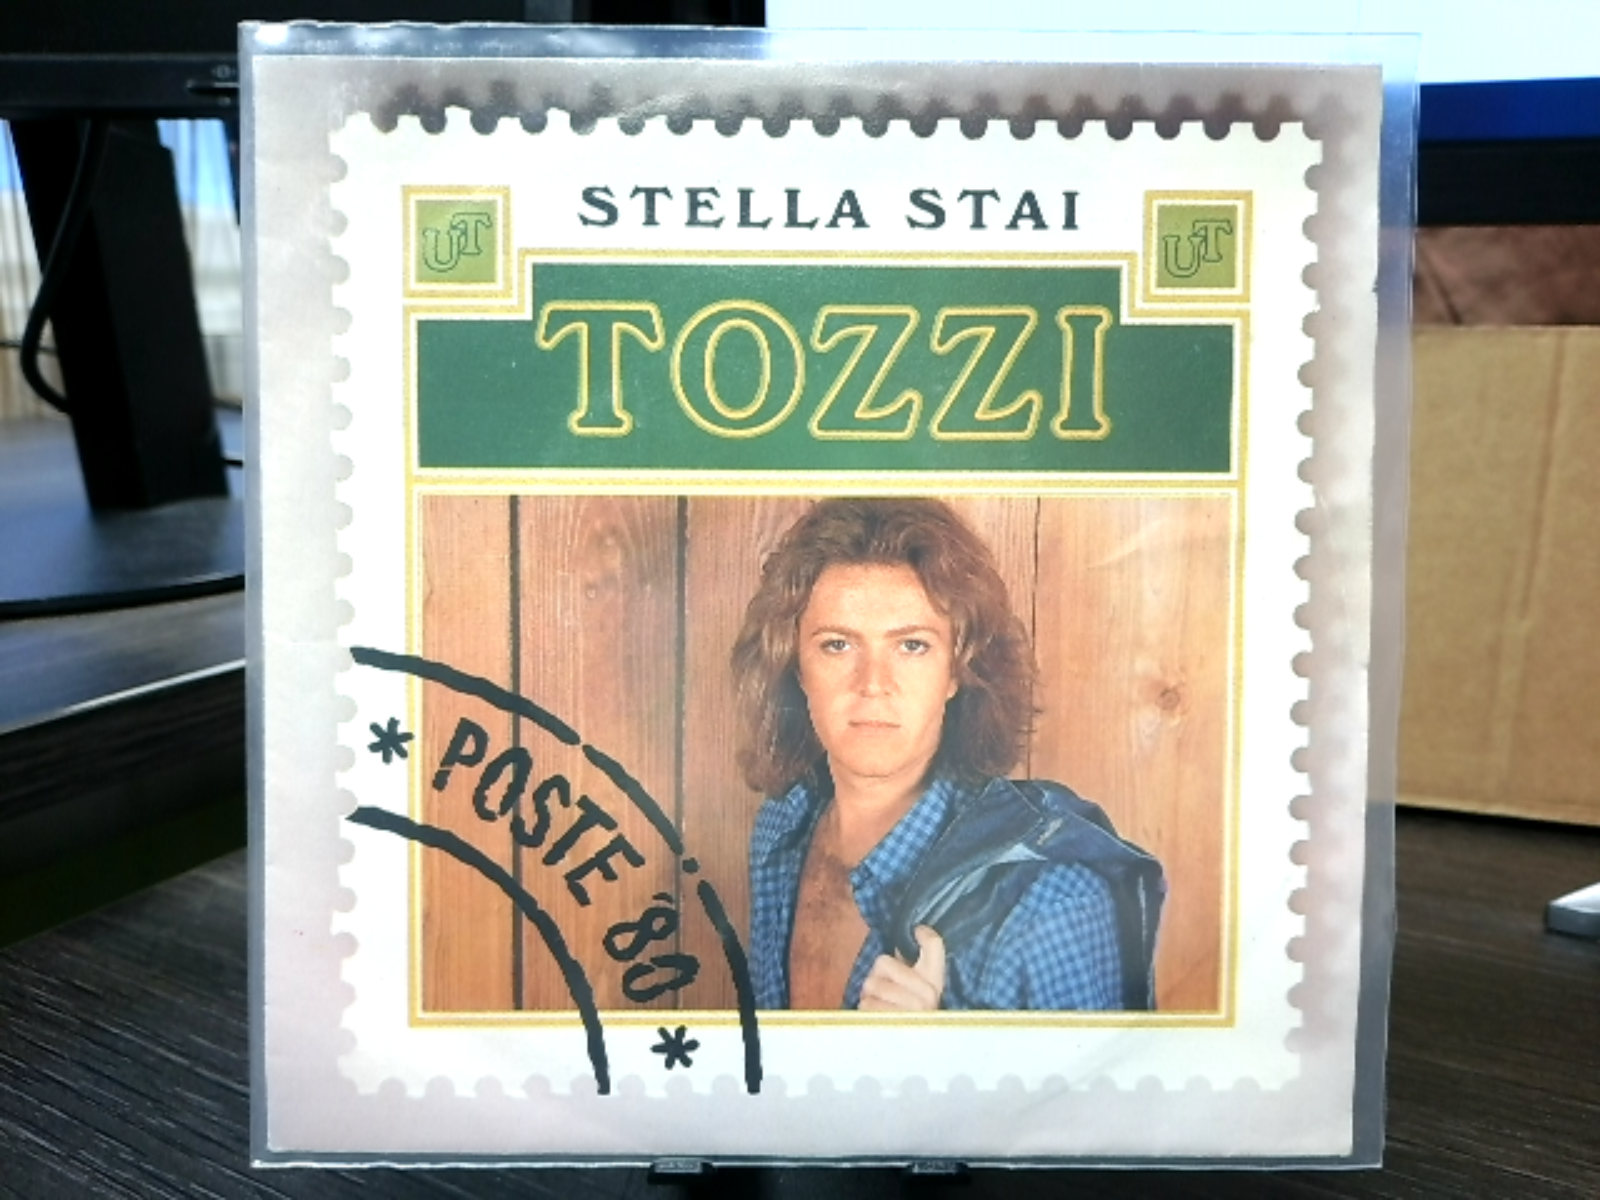 STELLA STAI
UT
UT
TOZZI
* POSTE '80 *